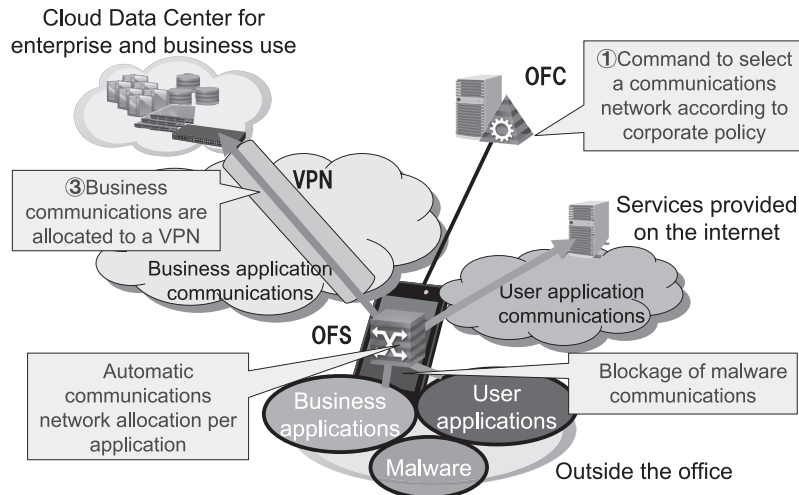 Cloud Data Center for
enterprise and business use
OFC
①Command to select
a communications
network according to
corporate policy
③Business
communications are
allocated to a VPN
VPN
Services provided
on the internet
Business application
communications
User application
communications
OFS
Automatic
communications
network allocation per
application
Blockage of malware
communications
Business
applications
User
applications
Malware
Outside the office